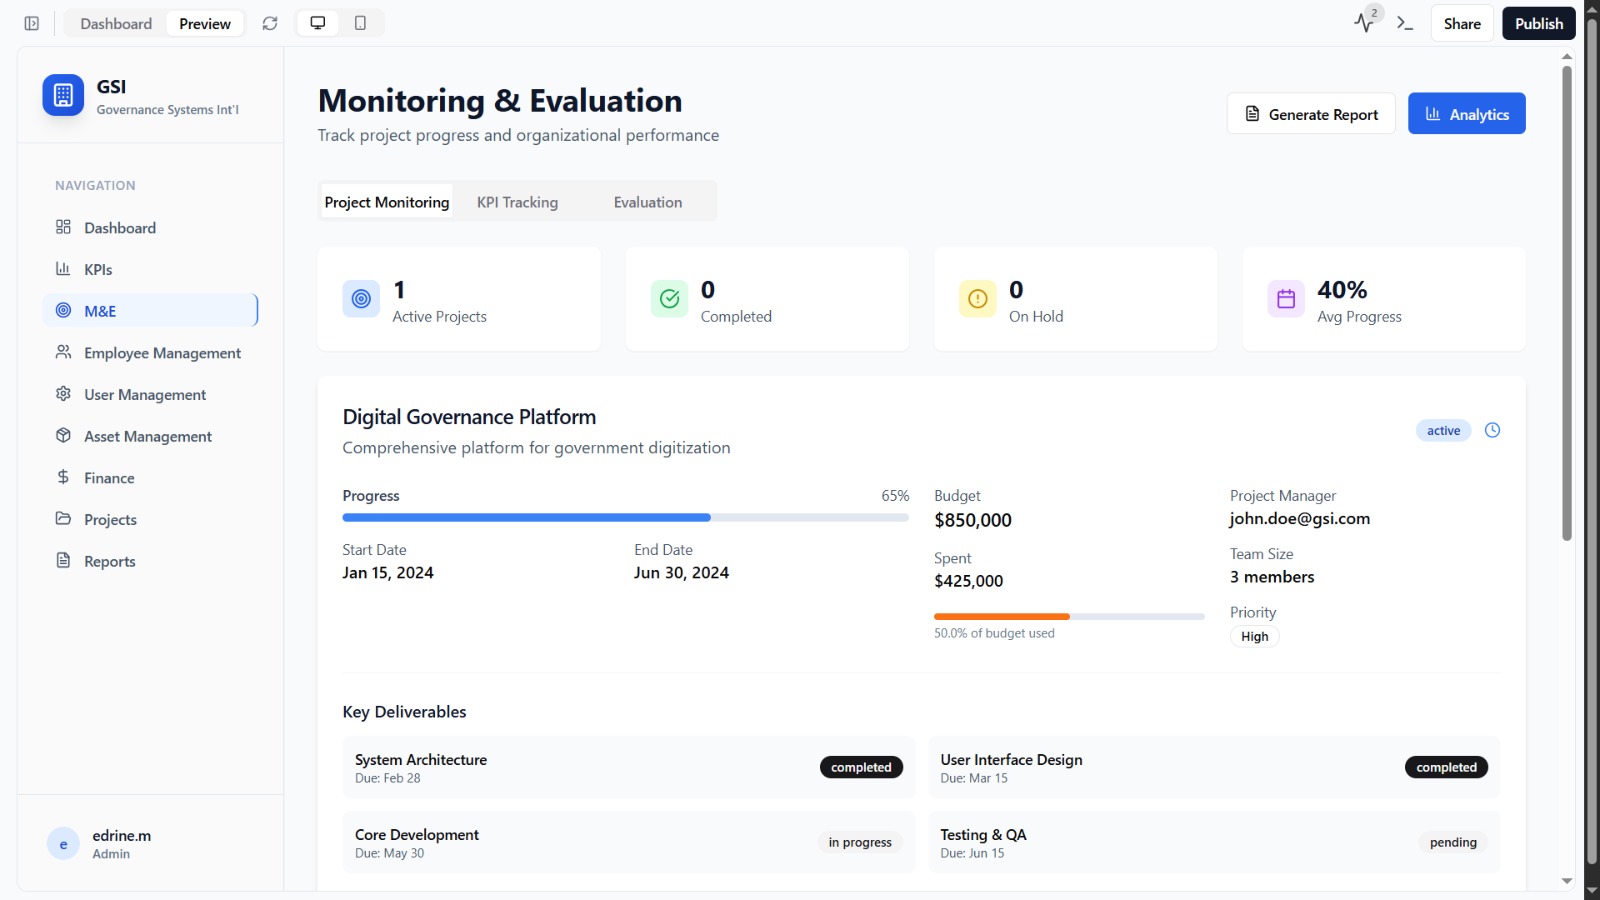 Dashboard
Preview
2
Share
Publish
GSI
Governance Systems Int'l
NAVIGATION
Dashboard
KPIs
M&E
Employee Management
User Management
Asset Management
Finance
Projects
Reports
e
edrine.m
Admin
Monitoring & Evaluation
Track project progress and organizational performance
Generate Report
Analytics
Project Monitoring
KPI Tracking
Evaluation
1
Active Projects
0
Completed
0
On Hold
40%
Avg Progress
Digital Governance Platform
Comprehensive platform for government digitization
active
Progress
65%
Start Date
Jan 15, 2024
End Date
Jun 30, 2024
Budget
$850,000
Spent
$425,000
50.0% of budget used
Project Manager
john.doe@gsi.com
Team Size
3 members
Priority
High
Key Deliverables
System Architecture
Due: Feb 28
completed
User Interface Design
Due: Mar 15
completed
Core Development
Due: May 30
in progress
Testing & QA
Due: Jun 15
pending